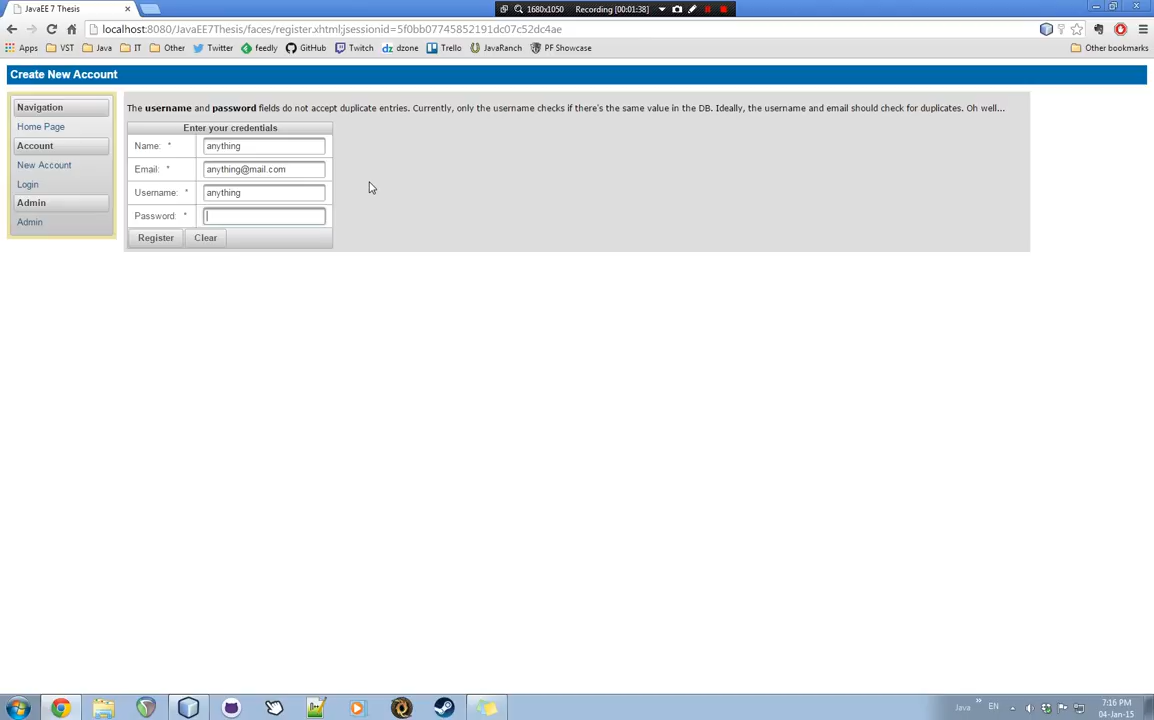 JavaEE 7 Thesis
1680x1050 Recording [00:01:38]
localhost:8080/JavaEE7Thesis/faces/register.xhtml;jsessionid=5f0bb07745852191dc07c52dc4ae
Apps VST Java IT Other Twitter feedly GitHub Twitch dzone Trello JavaRanch PF Showcase Other bookmarks
Create New Account
Navigation
Home Page
Account
New Account
Login
Admin
Admin
The username and password fields do not accept duplicate entries. Currently, only the username checks if there's the same value in the DB. Ideally, the username and email should check for duplicates. Oh well...
Enter your credentials
Name: * anything
Email: * anything@mail.com
Username: * anything
Password: *
Register Clear
Java EN 7:16 PM
04-Jan-15